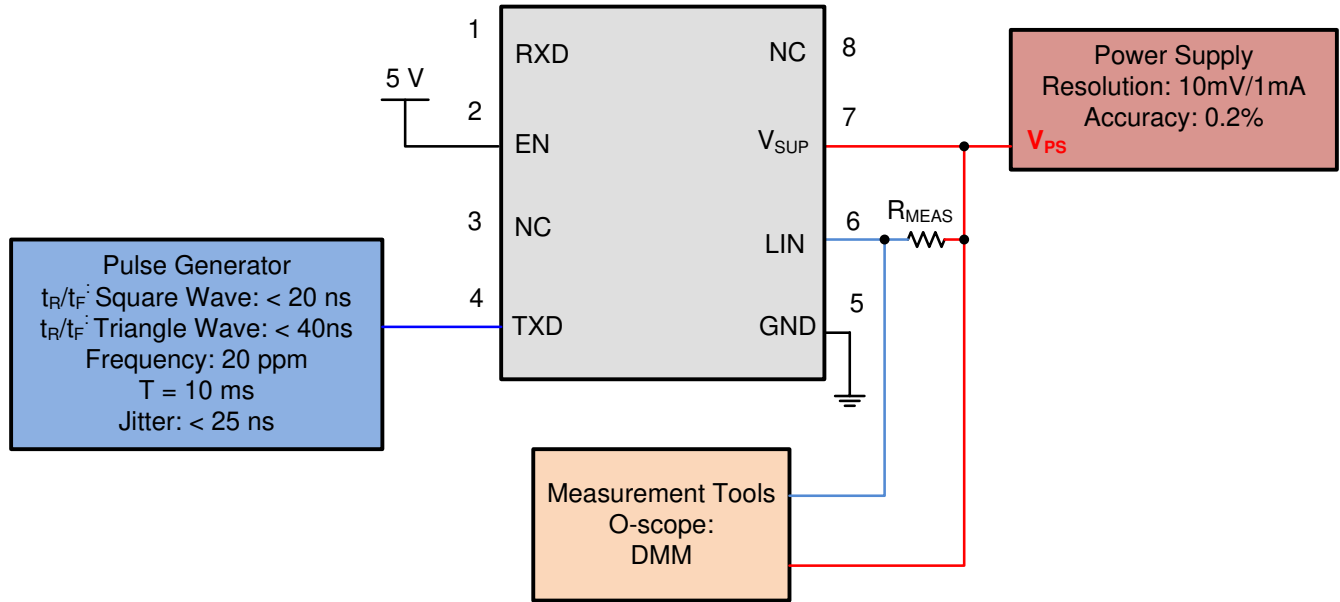 1
RXD
5 V
2
EN
3
NC
4
TXD
NC
8
7
VSUP
6
LIN
5
GND
RMEAS
Power Supply
Resolution: 10mV/1mA
Accuracy: 0.2%
VPS
Pulse Generator
tR/tF: Square Wave: < 20 ns
tR/tF: Triangle Wave: < 40ns
Frequency: 20 ppm
T = 10 ms
Jitter: < 25 ns
Measurement Tools
O-scope:
DMM